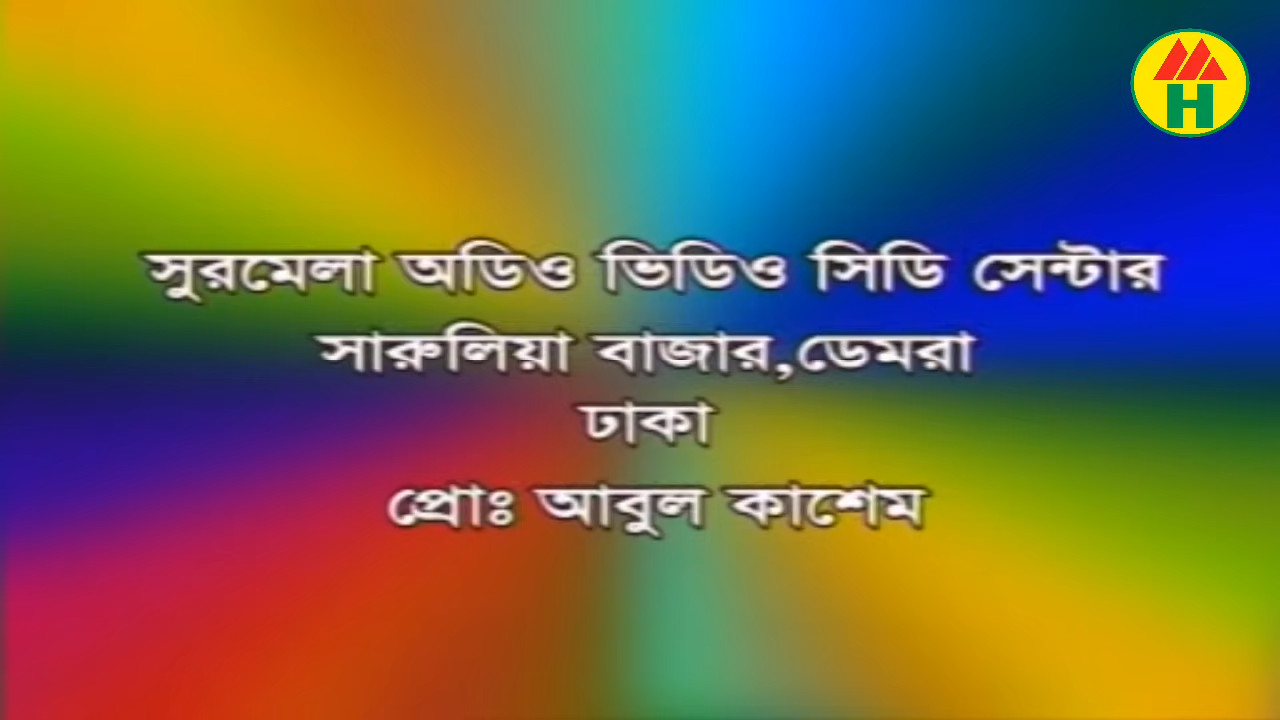 H
সুরমেলা অডিও ভিডিও সিডি সেন্টার
সারুলিয়া বাজার,ডেমরা
ঢাকা
প্রোঃ আবুল কাশেম